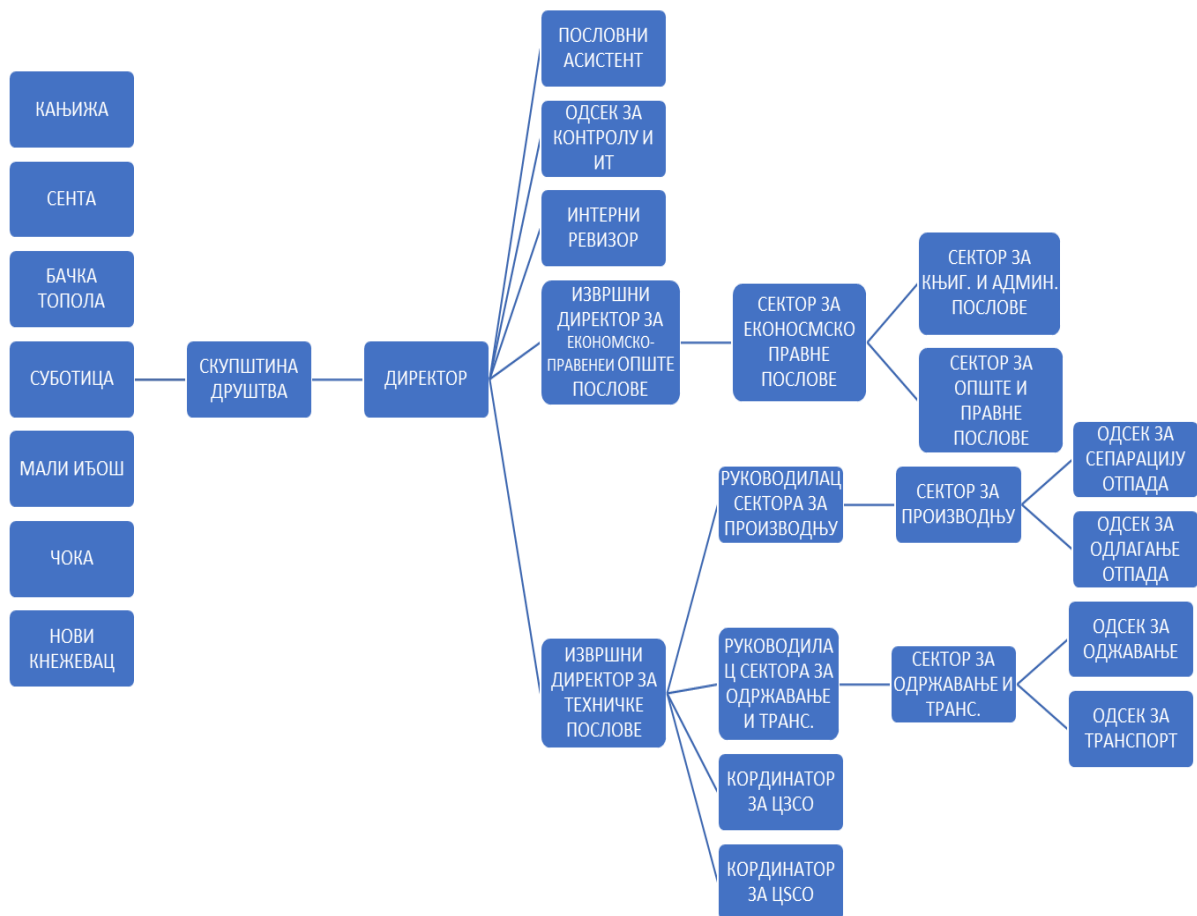 КАЊИЖА
СЕНТА
БАЧКА
ТОПОЛА
СУБОТИЦА
МАЛИ ИЂОШ
ЧОКА
НОВИ
КНЕЖЕВАЦ
СКУПШТИНА
ДРУШТВА
ДИРЕКТОР
ПОСЛОВНИ
АСИСТЕНТ
ОДСЕК ЗА
КОНТРОЛУ И
ИТ
ИНТЕРНИ
РЕВИЗОР
ИЗВРШНИ
ДИРЕКТОР ЗА
ЕКОНОМСКО-
ПРАВЕНЕИ ОПШТЕ
ПОСЛОВЕ
СЕКТОР ЗА
ЕКОНОСМСКО
ПРАВНЕ
ПОСЛОВЕ
СЕКТОР ЗА
КЊИГ. И АДМИН.
ПОСЛОВЕ
СЕКТОР ЗА
ОПШТЕ И
ПРАВНЕ
ПОСЛОВЕ
ИЗВРШНИ
ДИРЕКТОР ЗА
ТЕХНИЧКЕ
ПОСЛОВЕ
РУКОВОДИЛАЦ
СЕКТОРА ЗА
ПРОИЗВОДЊУ
СЕКТОР ЗА
ПРОИЗВОДЊУ
ОДСЕК ЗА
СЕПАРАЦИЈУ
ОТПАДА
ОДСЕК ЗА
ОДЛАГАЊЕ
ОТПАДА
РУКОВОДИЛА
Ц СЕКТОРА ЗА
ОДРЖАВАЊЕ
И ТРАНС.
СЕКТОР ЗА
ОДРЖАВАЊЕ И
ТРАНС.
ОДСЕК ЗА
ОДЖАВАЊЕ
ОДСЕК ЗА
ТРАНСПОРТ
КОРДИНАТОР
ЗА ЦЗСО
КОРДИНАТОР
ЗА ЦSСО